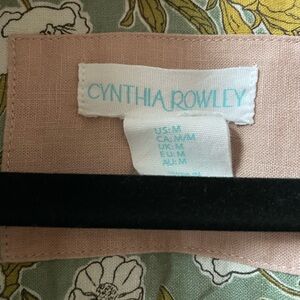 CYNTHIA ROWLEY
US: M
CA: M/M
UK: M
EU: M
AU: M